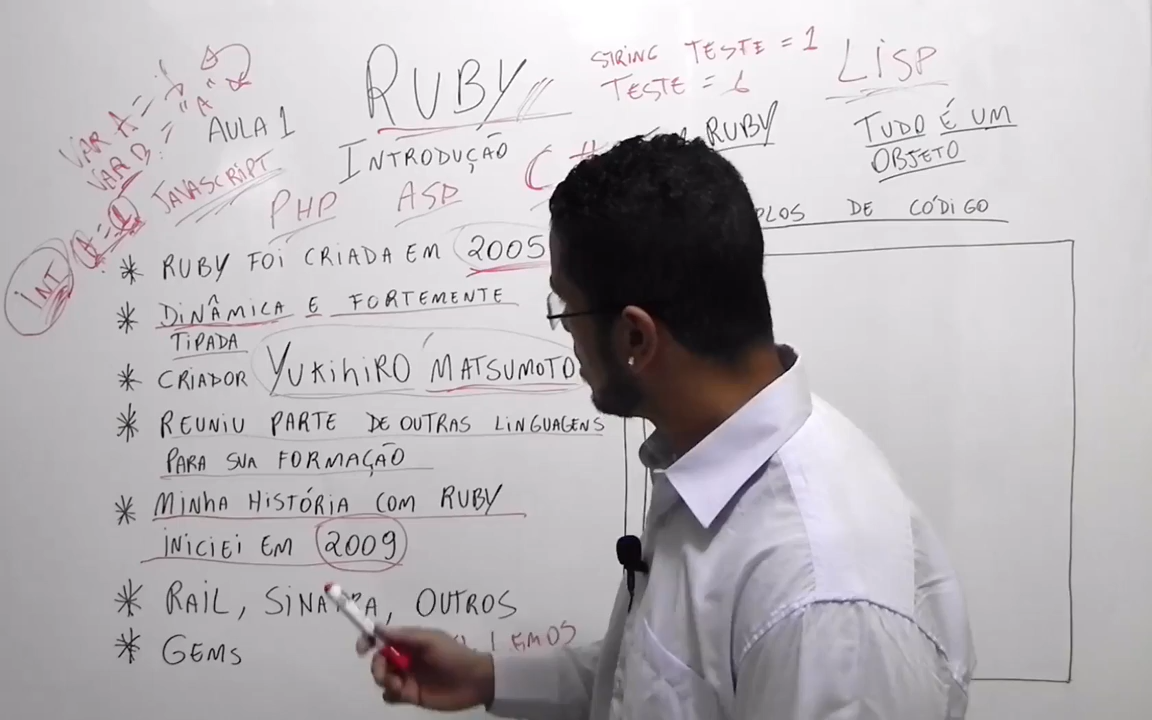 RUBY
STRING TESTE = 1
TESTE = 6
LISP
VAR A =
VAR B = "A"
AULA 1
INTRODUÇÃO
RUBY
TUDO É UM
OBJETO
JAVASCRIPT
PHP ASP C#
DE CÓDIGO
INT A = 1
* RUBY FOI CRIADA EM 2005
* DINÂMICA E FORTEMENTE
TIPADA
* CRIADOR YUKIHIRO MATSUMOTO
* REUNIU PARTE DE OUTRAS LINGUAGENS
PARA SUA FORMAÇÃO
* MINHA HISTÓRIA COM RUBY
INICIEI EM 2009
* RAIL, SINATRA, OUTROS
* GEMS